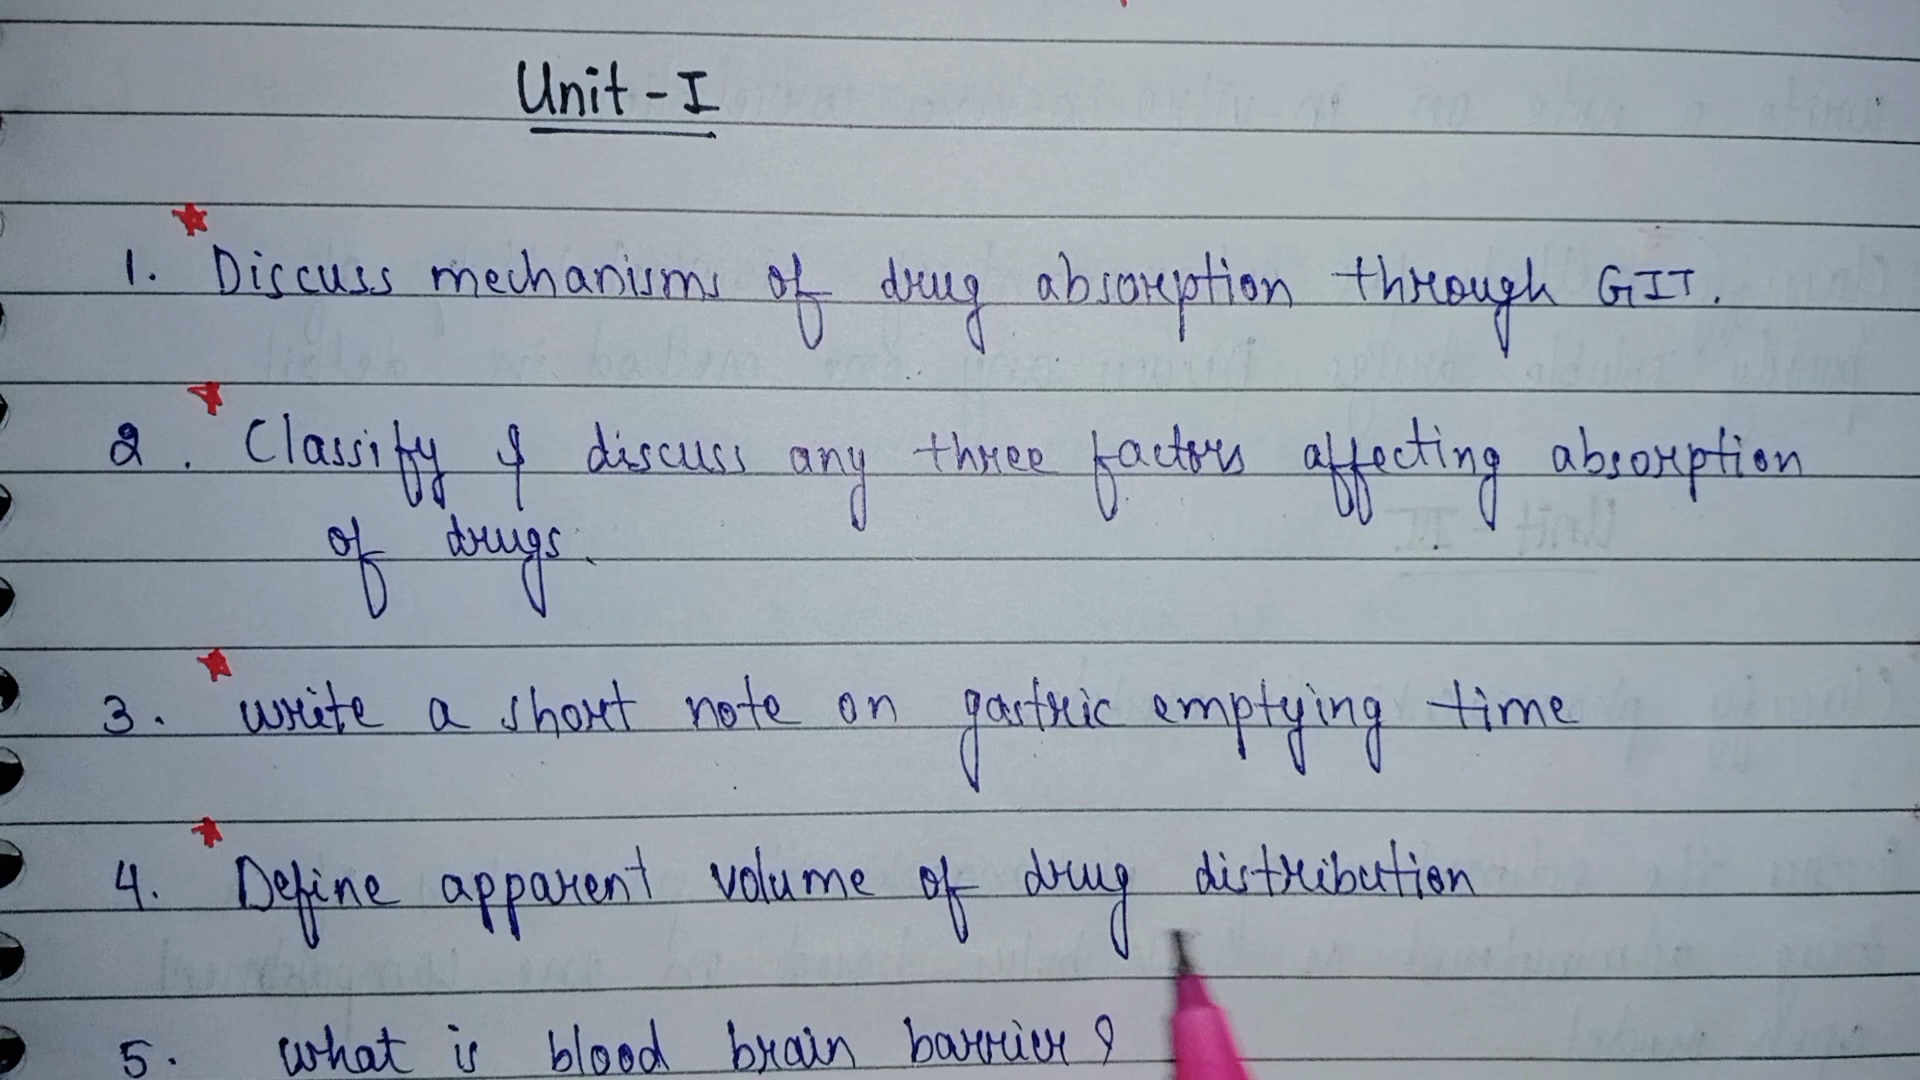 Unit-I
1. Discuss mechanisms of drug absorption through GIT.
2. Classify & discuss any three factors affecting absorption
of drugs.
3. write a short note on gastric emptying time
4. Define apparent volume of drug distribution
5. what is blood brain barrier?